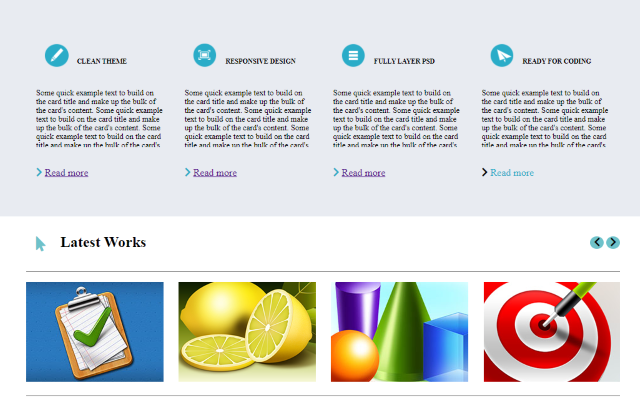 CLEAN THEME
RESPONSIVE DESIGN
FULLY LAYER PSD
READY FOR CODING
Some quick example text to build on
the card title and make up the bulk of
the card's content. Some quick example
text to build on the card title and make
up the bulk of the card's content. Some
quick example text to build on the card
title and make up the bulk of the card's
Some quick example text to build on
the card title and make up the bulk of
the card's content. Some quick example
text to build on the card title and make
up the bulk of the card's content. Some
quick example text to build on the card
title and make up the bulk of the card's
Some quick example text to build on
the card title and make up the bulk of
the card's content. Some quick example
text to build on the card title and make
up the bulk of the card's content. Some
quick example text to build on the card
title and make up the bulk of the card's
Some quick example text to build on
the card title and make up the bulk of
the card's content. Some quick example
text to build on the card title and make
up the bulk of the card's content. Some
quick example text to build on the card
title and make up the bulk of the card's
Read more
Read more
Read more
Read more
Latest Works